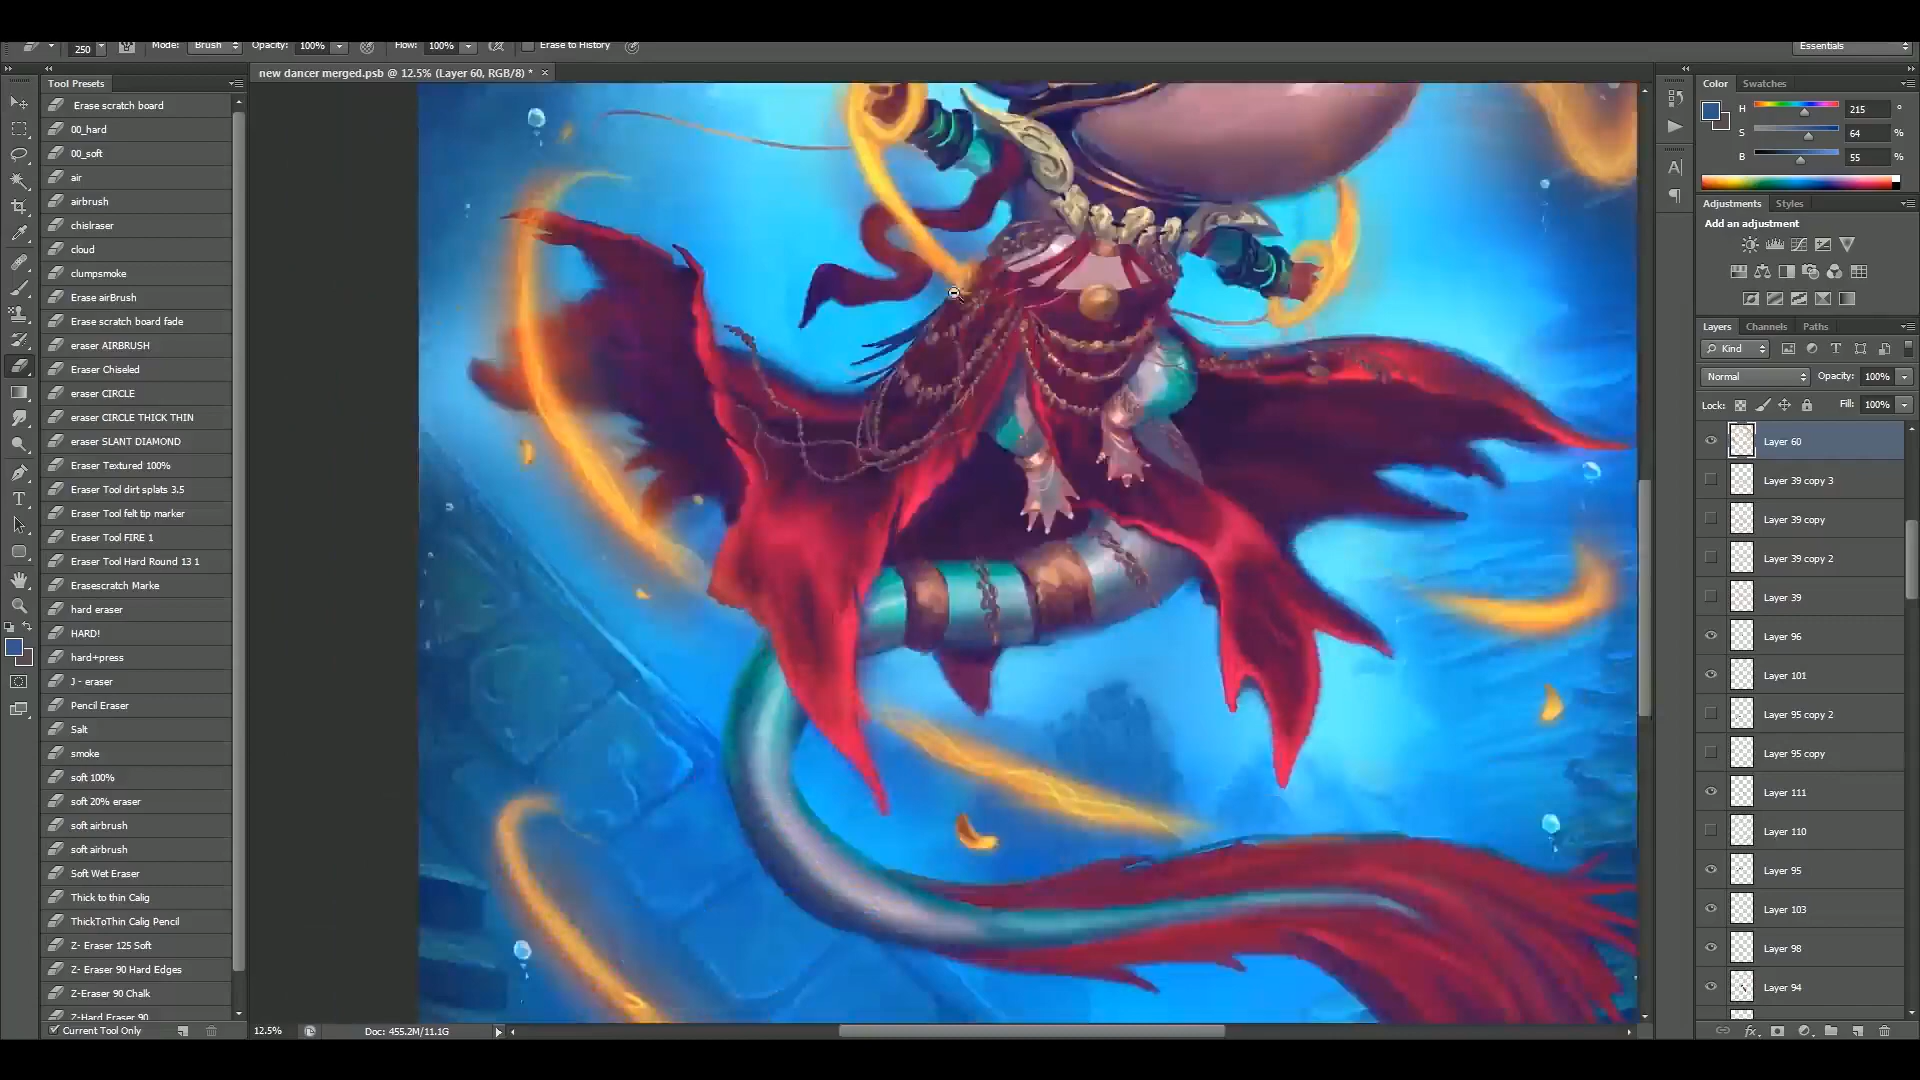 250 Mode: Brush Opacity: 100% Flow: 100% Erase to History Essentials
new dancer merged.psb @ 12.5% (Layer 60, RGB/8) *
Tool Presets
Erase scratch board
00_hard
00_soft
air
airbrush
chislraser
cloud
clumpsmoke
Erase airBrush
Erase scratch board fade
eraser AIRBRUSH
Eraser Chiseled
eraser CIRCLE
eraser CIRCLE THICK THIN
eraser SLANT DIAMOND
Eraser Textured 100%
Eraser Tool dirt splats 3.5
Eraser Tool felt tip marker
Eraser Tool FIRE 1
Eraser Tool Hard Round 13 1
Erasescratch Marke
hard eraser
HARD!
hard+press
J - eraser
Pencil Eraser
Salt
smoke
soft 100%
soft 20% eraser
soft airbrush
soft airbrush
Soft Wet Eraser
Thick to thin Calig
ThickToThin Calig Pencil
Z- Eraser 125 Soft
Z- Eraser 90 Hard Edges
Z-Eraser 90 Chalk
Z-Hard Eraser 90
Current Tool Only
12.5% Doc: 455.2M/11.1G
Color Swatches
H 215 °
S 64 %
B 55 %
Adjustments Styles
Add an adjustment
Layers Channels Paths
Kind
Normal Opacity: 100%
Lock: Fill: 100%
Layer 60
Layer 39 copy 3
Layer 39 copy
Layer 39 copy 2
Layer 39
Layer 96
Layer 101
Layer 95 copy 2
Layer 95 copy
Layer 111
Layer 110
Layer 95
Layer 103
Layer 98
Layer 94